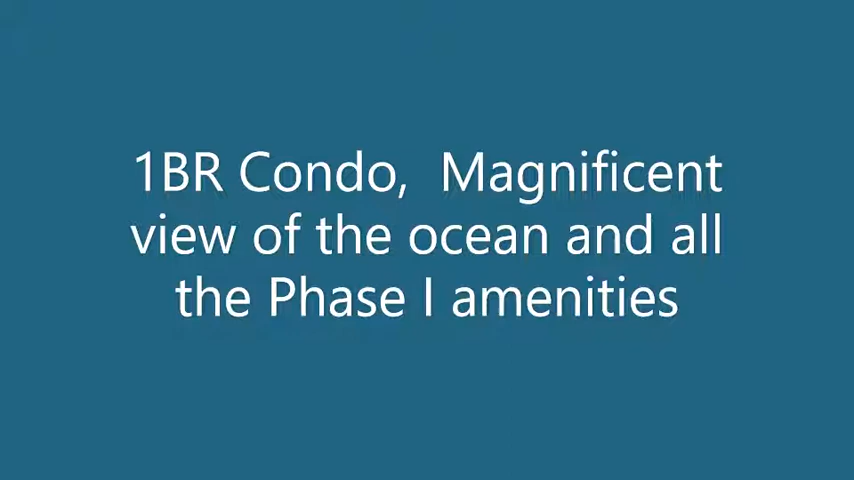 1BR Condo,  Magnificent
view of the ocean and all
the Phase I amenities